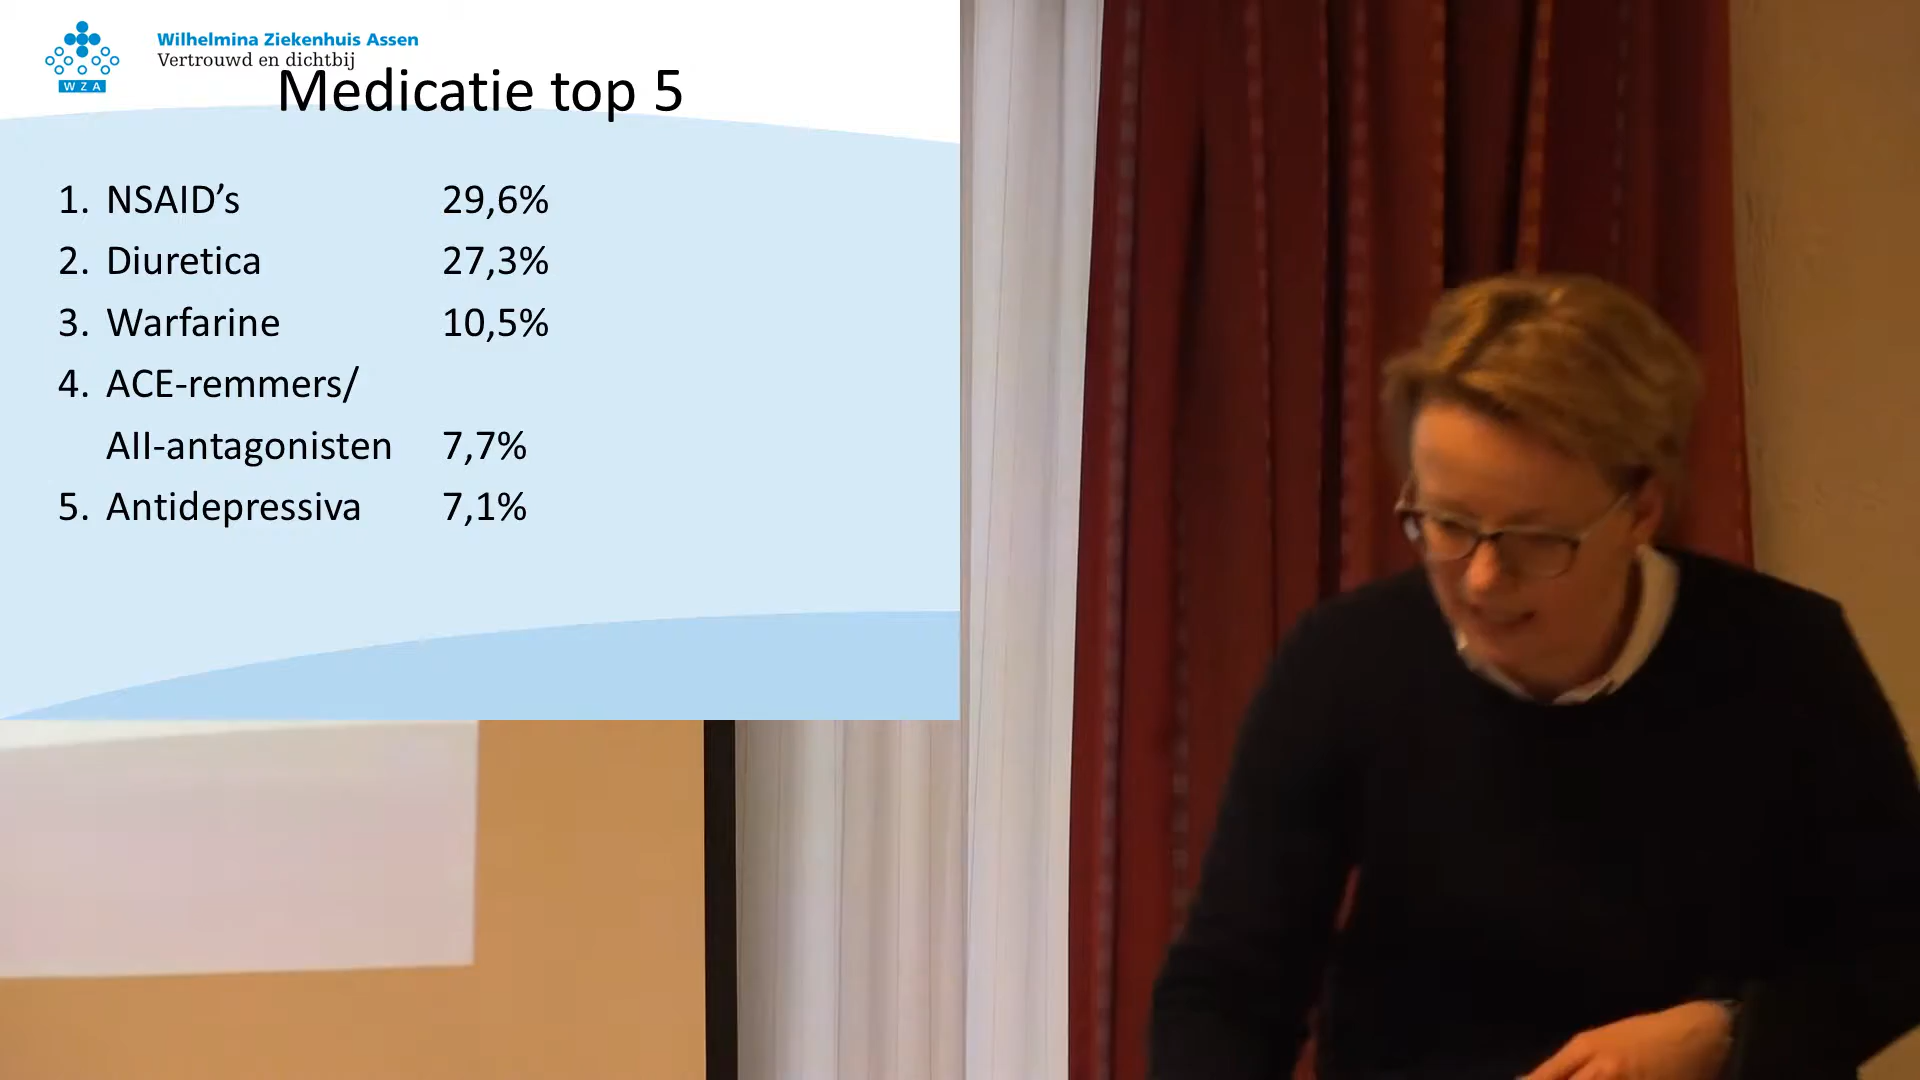 Wilhelmina Ziekenhuis Assen
Vertrouwd en dichtbij
W Z A
Medicatie top 5
1. NSAID’s 29,6%
2. Diuretica 27,3%
3. Warfarine 10,5%
4. ACE-remmers/
AII-antagonisten 7,7%
5. Antidepressiva 7,1%